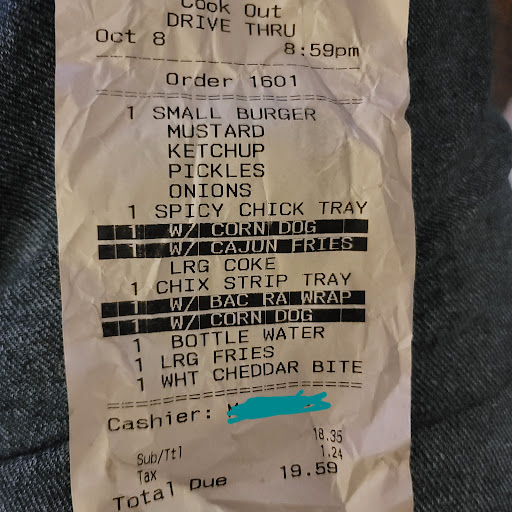 Cook Out
DRIVE THRU
Oct 8 8:59pm
Order 1601
1 SMALL BURGER
MUSTARD
KETCHUP
PICKLES
ONIONS
1 SPICY CHICK TRAY
1 W/ CORN DOG
1 W/ CAJUN FRIES
LRG COKE
1 CHIX STRIP TRAY
1 W/ BAC RA WRAP
1 W/ CORN DOG
1 BOTTLE WATER
1 LRG FRIES
1 WHT CHEDDAR BITE
Cashier:
Sub/Ttl 18.35
Tax 1.24
Total Due 19.59